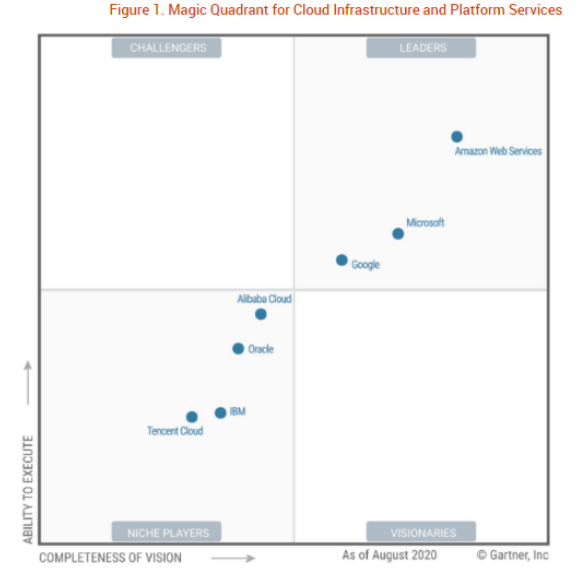 Figure 1. Magic Quadrant for Cloud Infrastructure and Platform Services
CHALLENGERS
LEADERS
Amazon Web Services
Microsoft
Google
Alibaba Cloud
Oracle
IBM
Tencent Cloud
ABILITY TO EXECUTE
NICHE PLAYERS
VISIONARIES
COMPLETENESS OF VISION
As of August 2020
© Gartner, Inc